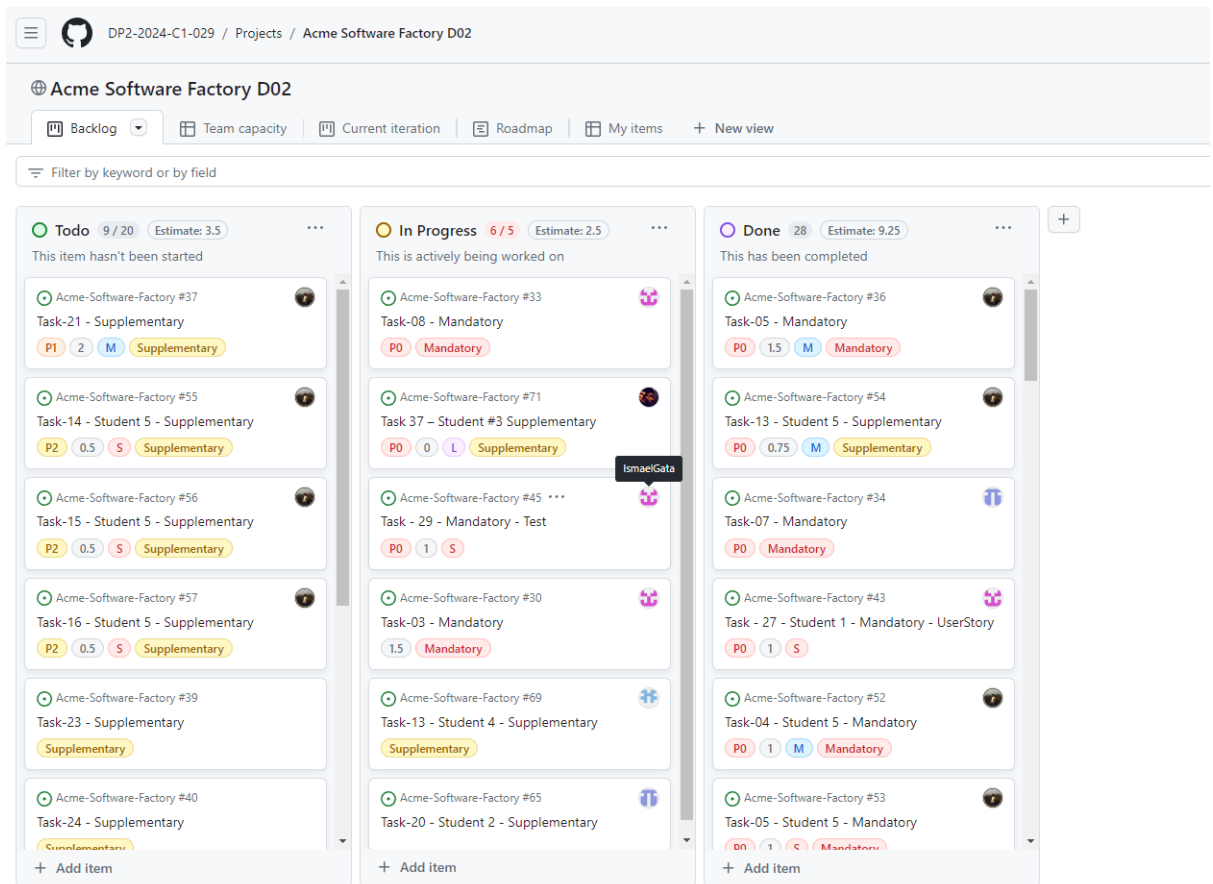 DP2-2024-C1-029 / Projects / Acme Software Factory D02
Acme Software Factory D02
Backlog Team capacity Current iteration Roadmap My items + New view
Filter by keyword or by field
Todo 9 / 20 Estimate: 3.5 ...
This item hasn't been started
Acme-Software-Factory #37
Task-21 - Supplementary
P1 2 M Supplementary
Acme-Software-Factory #55
Task-14 - Student 5 - Supplementary
P2 0.5 S Supplementary
Acme-Software-Factory #56
Task-15 - Student 5 - Supplementary
P2 0.5 S Supplementary
Acme-Software-Factory #57
Task-16 - Student 5 - Supplementary
P2 0.5 S Supplementary
Acme-Software-Factory #39
Task-23 - Supplementary
Supplementary
Acme-Software-Factory #40
Task-24 - Supplementary
Supplementary
+ Add item
In Progress 6 / 5 Estimate: 2.5 ...
This is actively being worked on
Acme-Software-Factory #33
Task-08 - Mandatory
P0 Mandatory
Acme-Software-Factory #71
Task 37 – Student #3 Supplementary
P0 0 L Supplementary
IsmaelGata
Acme-Software-Factory #45 ...
Task - 29 - Mandatory - Test
P0 1 S
Acme-Software-Factory #30
Task-03 - Mandatory
1.5 Mandatory
Acme-Software-Factory #69
Task-13 - Student 4 - Supplementary
Supplementary
Acme-Software-Factory #65
Task-20 - Student 2 - Supplementary
+ Add item
Done 28 Estimate: 9.25 ...
This has been completed
Acme-Software-Factory #36
Task-05 - Mandatory
P0 1.5 M Mandatory
Acme-Software-Factory #54
Task-13 - Student 5 - Supplementary
P0 0.75 M Supplementary
Acme-Software-Factory #34
Task-07 - Mandatory
P0 Mandatory
Acme-Software-Factory #43
Task - 27 - Student 1 - Mandatory - UserStory
P0 1 S
Acme-Software-Factory #52
Task-04 - Student 5 - Mandatory
P0 1 M Mandatory
Acme-Software-Factory #53
Task-05 - Student 5 - Mandatory
P0 1 S Mandatory
+ Add item